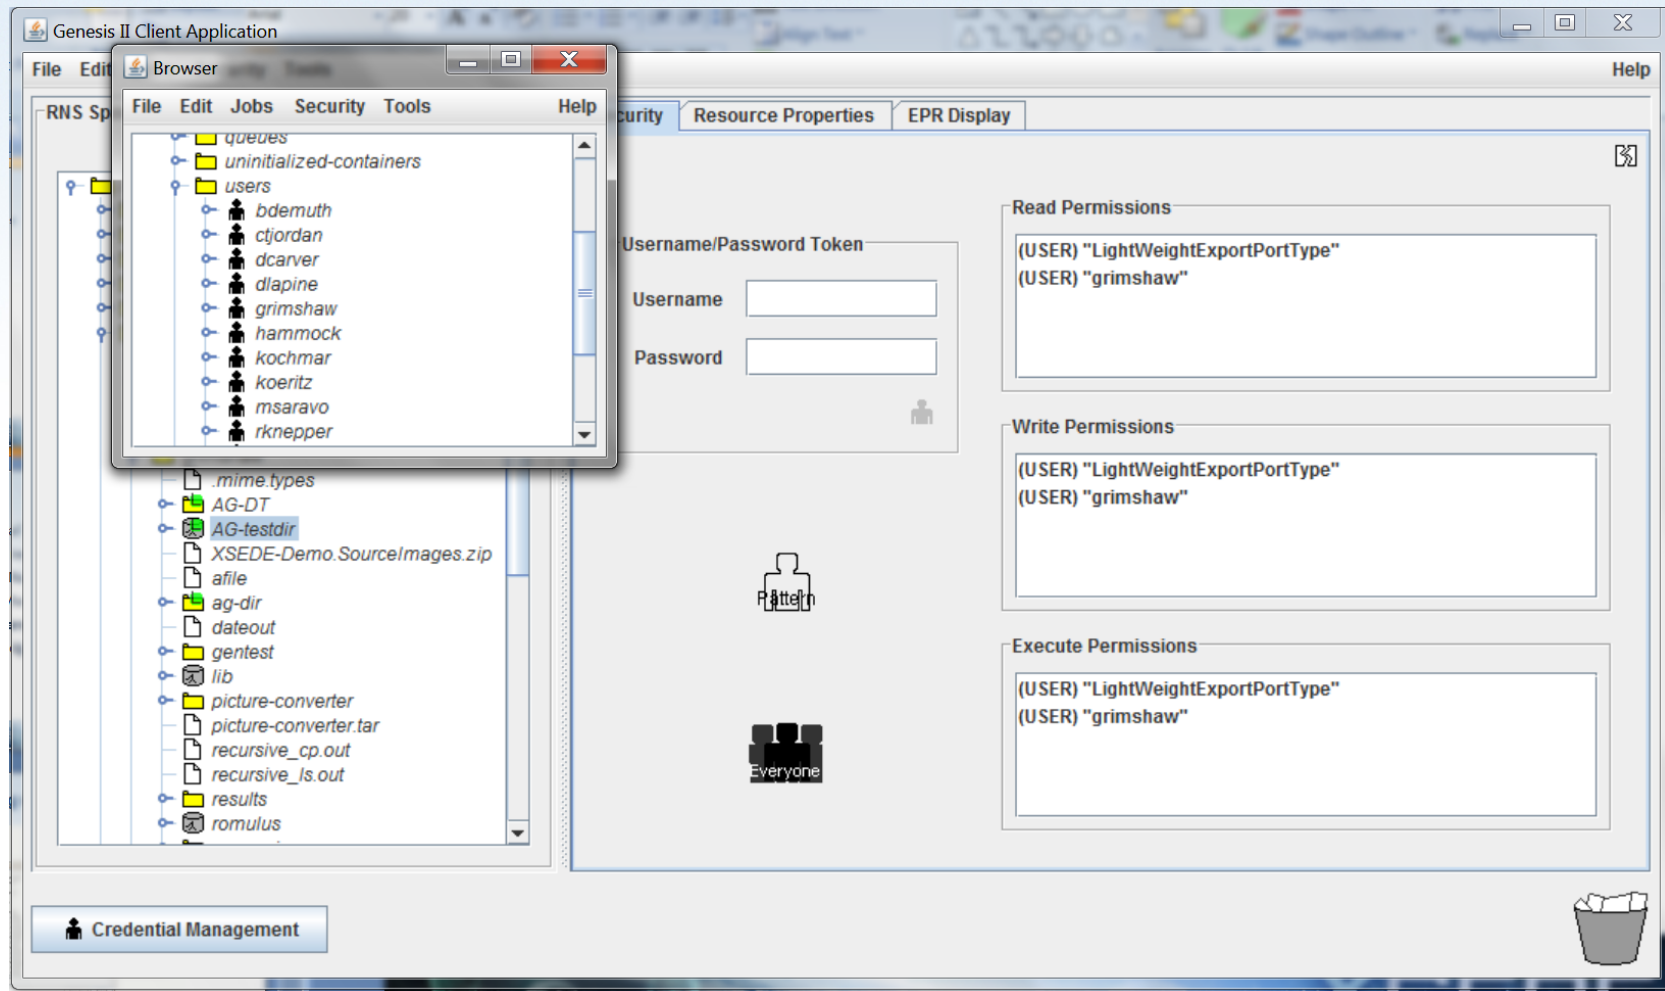 Genesis II Client Application
File Edit Help
Browser
File Edit Jobs Security Tools Help
queues
uninitialized-containers
users
bdemuth
ctjordan
dcarver
dlapine
grimshaw
hammock
kochmar
koeritz
msaravo
rknepper
RNS Sp
.mime.types
AG-DT
AG-testdir
XSEDE-Demo.SourceImages.zip
afile
ag-dir
dateout
gentest
lib
picture-converter
picture-converter.tar
recursive_cp.out
recursive_ls.out
results
romulus
Credential Management
curity Resource Properties EPR Display
Username/Password Token
Username
Password
Pattern
Everyone
Read Permissions
(USER) "LightWeightExportPortType"
(USER) "grimshaw"
Write Permissions
(USER) "LightWeightExportPortType"
(USER) "grimshaw"
Execute Permissions
(USER) "LightWeightExportPortType"
(USER) "grimshaw"